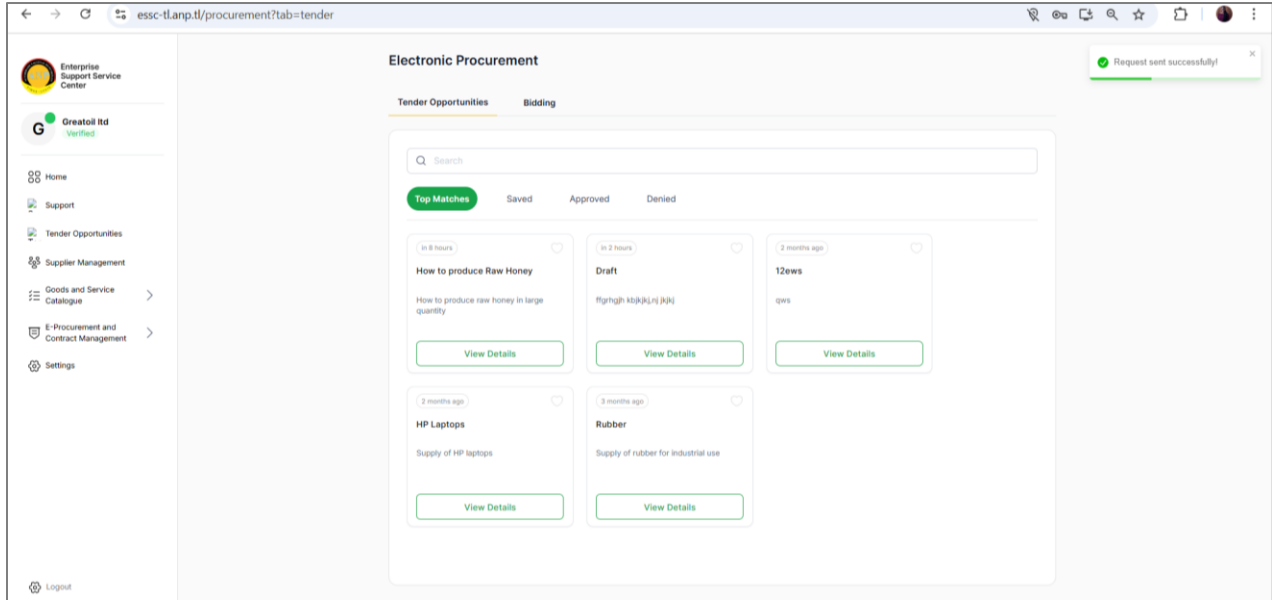 essc-tl.anp.tl/procurement?tab=tender
Enterprise
Support Service
Center
G
Greatoil ltd
Verified
Home
Support
Tender Opportunities
Supplier Management
Goods and Service
Catalogue
E-Procurement and
Contract Management
Settings
Logout
Electronic Procurement
Request sent successfully!
Tender Opportunities
Bidding
Search
Top Matches
Saved
Approved
Denied
in 8 hours
How to produce Raw Honey
How to produce raw honey in large
quantity
View Details
in 2 hours
Draft
ffgrhgjh kbjkjkj,nj jkjkj
View Details
2 months ago
12ews
qws
View Details
2 months ago
HP Laptops
Supply of HP laptops
View Details
3 months ago
Rubber
Supply of rubber for industrial use
View Details